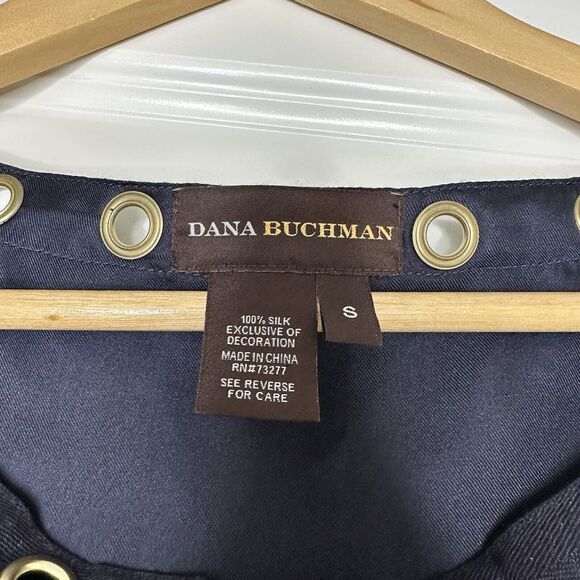 DANA BUCHMAN
S
100% SILK
EXCLUSIVE OF
DECORATION
MADE IN CHINA
RN#73277
SEE REVERSE
FOR CARE